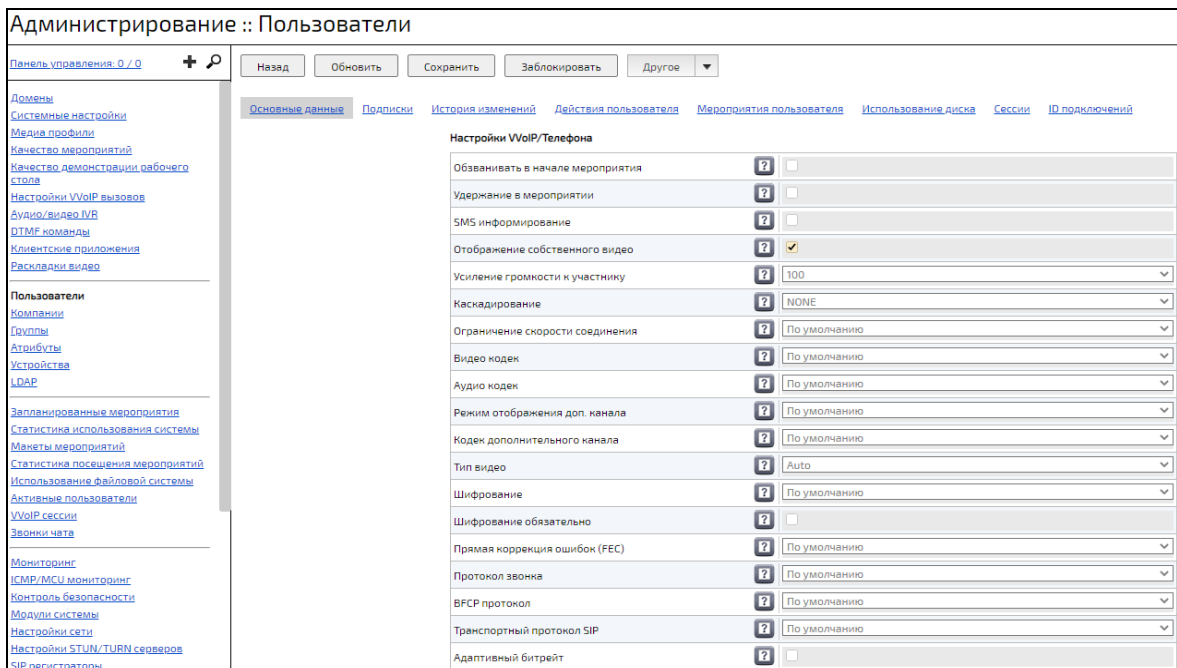 Администрирование :: Пользователи
Панель управления: 0 / 0
Назад
Обновить
Сохранить
Заблокировать
Другое
Домены
Системные настройки
Медиа профили
Качество мероприятий
Качество демонстрации рабочего
стола
Настройки VVoIP вызовов
Аудио/видео IVR
DTMF команды
Клиентские приложения
Раскладки видео
Пользователи
Компании
Группы
Атрибуты
Устройства
LDAP
Запланированные мероприятия
Статистика использования системы
Макеты мероприятий
Статистика посещения мероприятий
Использование файловой системы
Активные пользователи
VVoIP сессии
Звонки чата
Мониторинг
ICMP/MCU мониторинг
Контроль безопасности
Модули системы
Настройки сети
Настройки STUN/TURN серверов
SIP регистраторы
Основные данные
Подписки
История изменений
Действия пользователя
Мероприятия пользователя
Использование диска
Сессии
ID подключений
Настройки VVoIP/Телефона
Обзванивать в начале мероприятия ?
Удержание в мероприятии ?
SMS информирование ?
Отображение собственного видео ?
Усиление громкости к участнику ? 100
Каскадирование ? NONE
Ограничение скорости соединения ? По умолчанию
Видео кодек ? По умолчанию
Аудио кодек ? По умолчанию
Режим отображения доп. канала ? По умолчанию
Кодек дополнительного канала ? По умолчанию
Тип видео ? Auto
Шифрование ? По умолчанию
Шифрование обязательно ?
Прямая коррекция ошибок (FEC) ? По умолчанию
Протокол звонка ? По умолчанию
BFCP протокол ? По умолчанию
Транспортный протокол SIP ? По умолчанию
Адаптивный битрейт ?